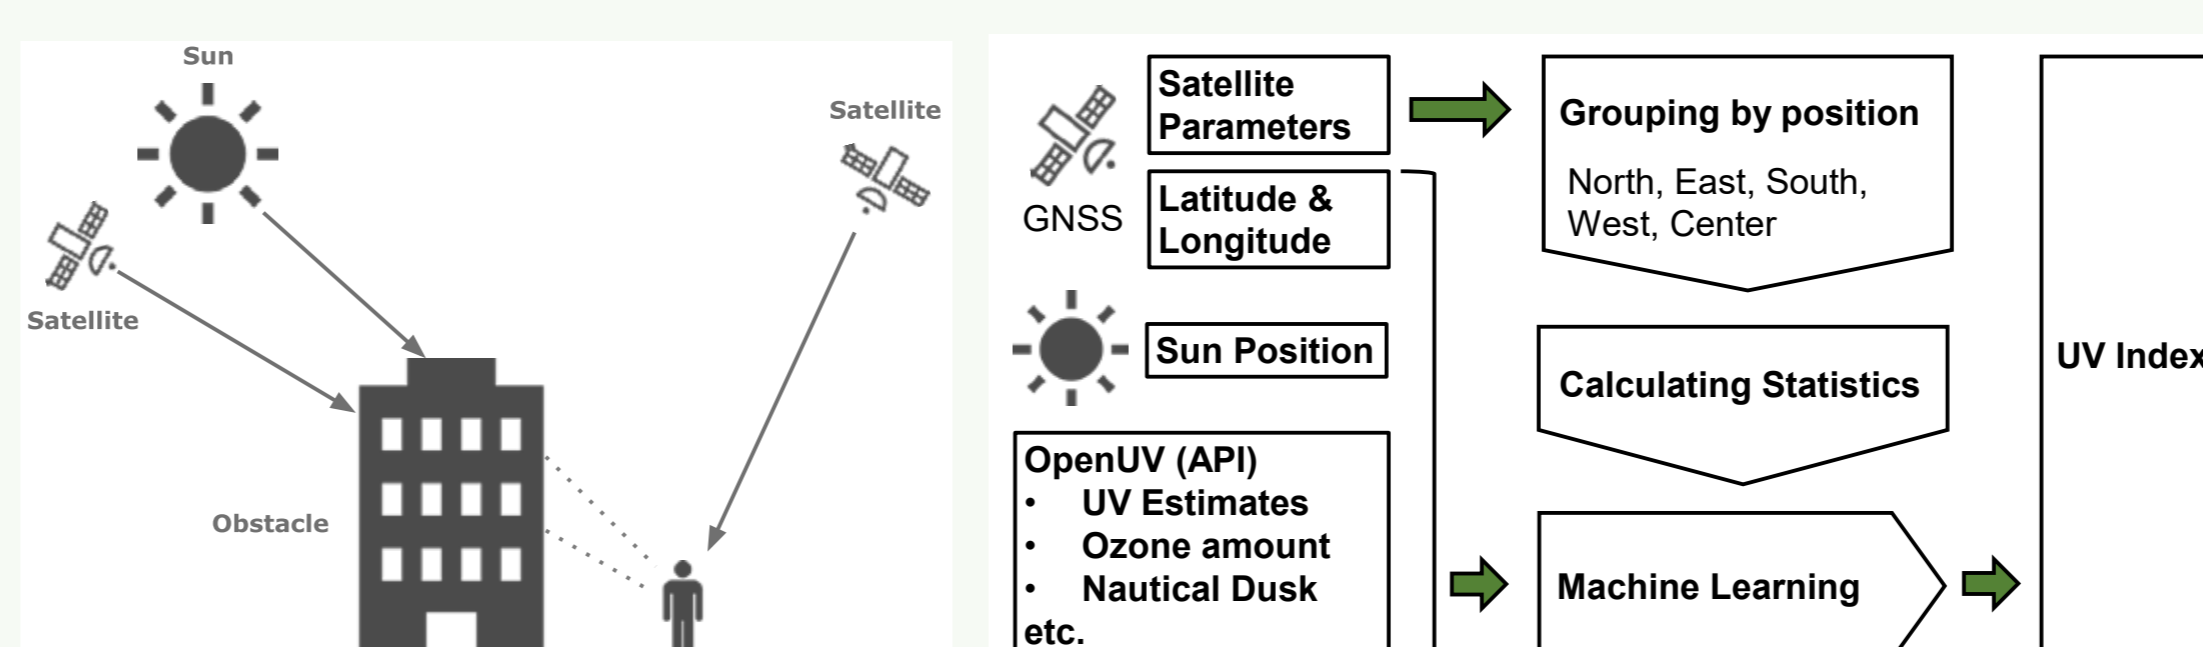 Sun
Satellite
Satellite
Obstacle
GNSS
Satellite
Parameters
Latitude &
Longitude
Sun Position
OpenUV (API)
• UV Estimates
• Ozone amount
• Nautical Dusk
etc.
Grouping by position
North, East, South,
West, Center
Calculating Statistics
Machine Learning
UV Index